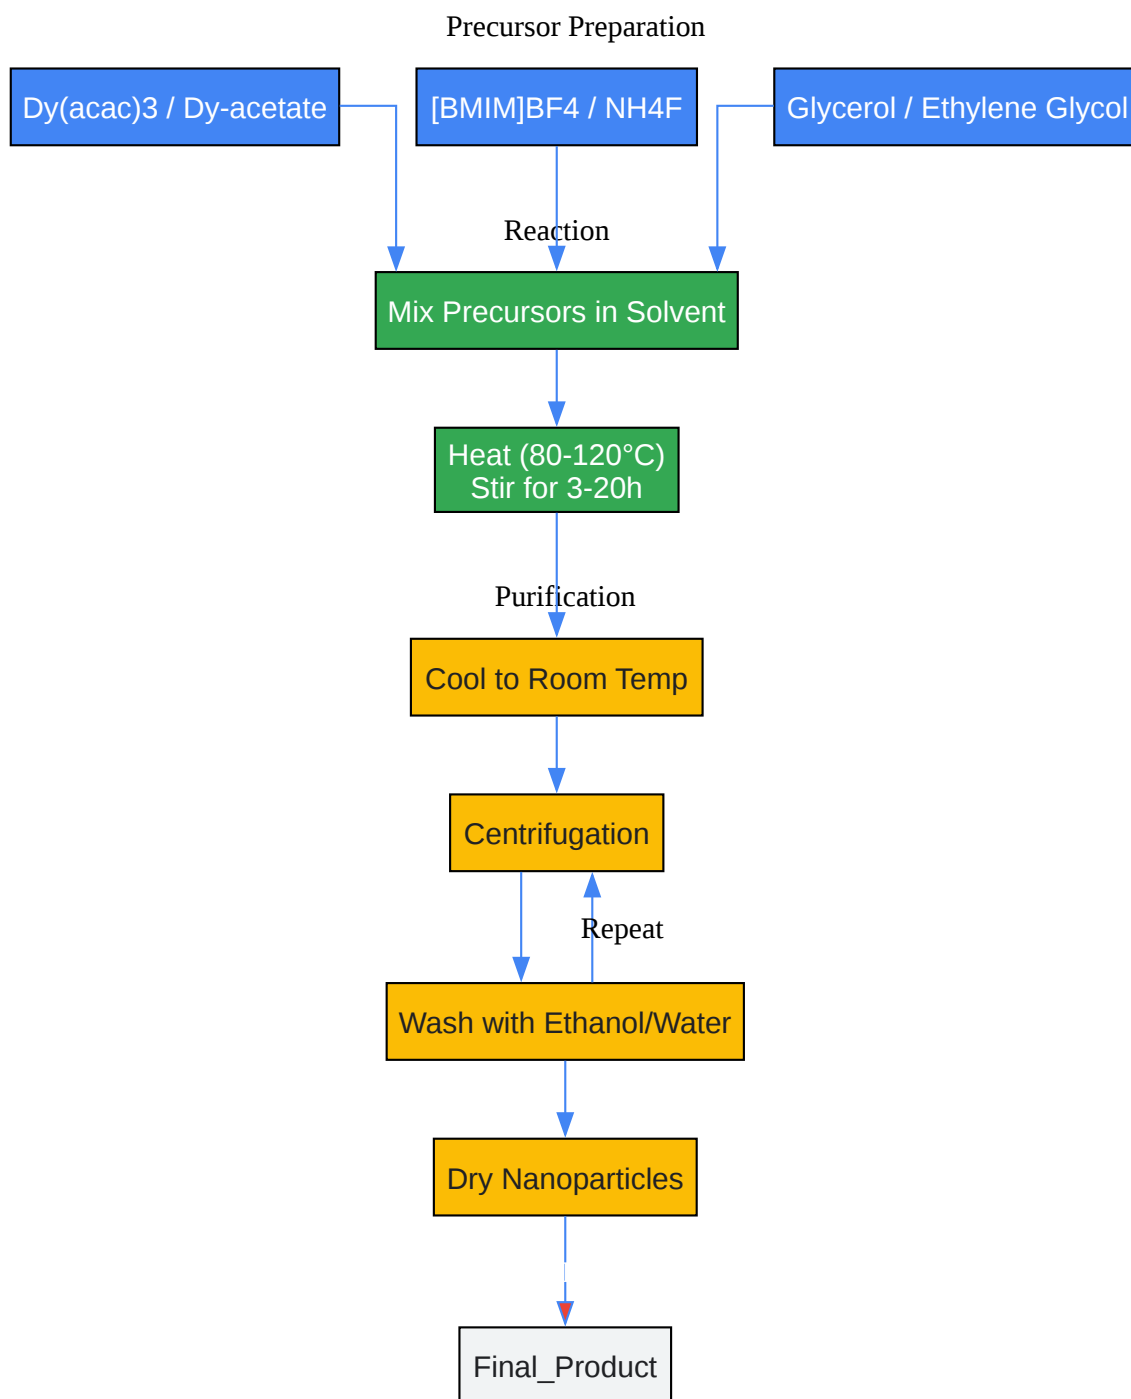 Precursor Preparation
Dy(acac)3 / Dy-acetate
[BMIM]BF4 / NH4F
Glycerol / Ethylene Glycol
Reaction
Mix Precursors in Solvent
Heat (80-120°C)
Stir for 3-20h
Purification
Cool to Room Temp
Centrifugation
Repeat
Wash with Ethanol/Water
Dry Nanoparticles
Final_Product